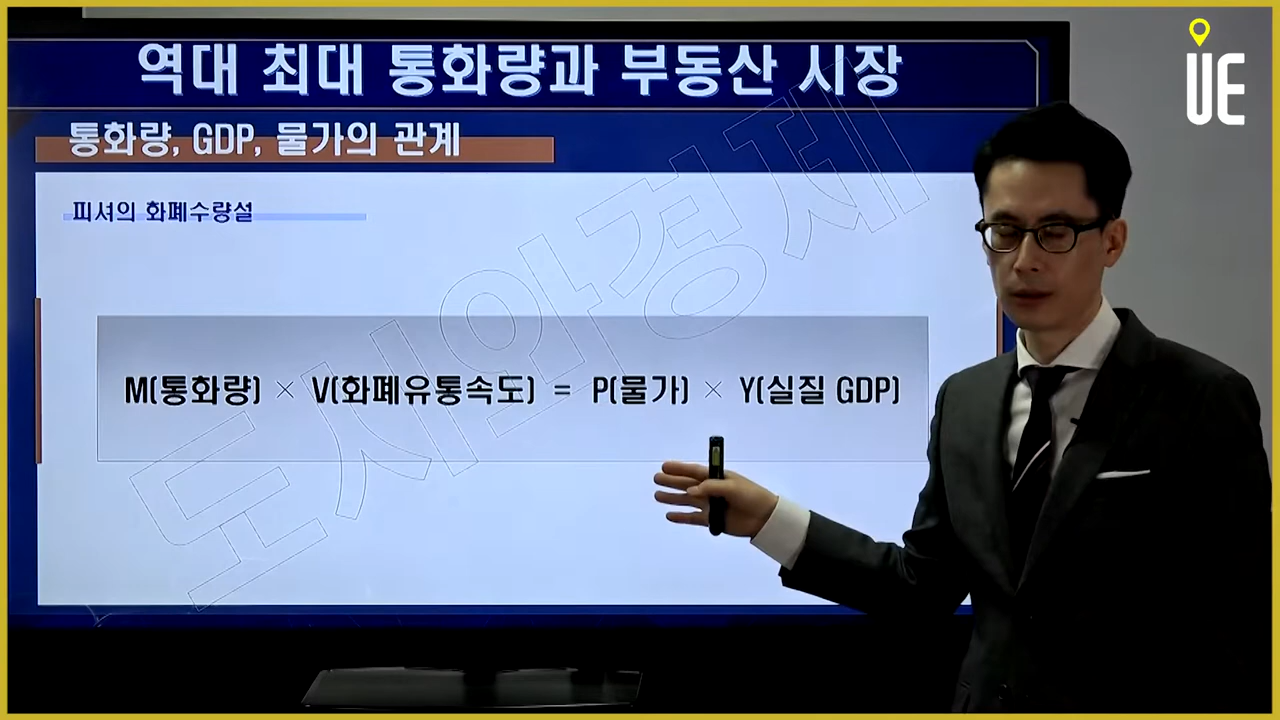 역대 최대 통화량과 부동산 시장
UE
통화량, GDP, 물가의 관계
피셔의 화폐수량설
M(통화량) × V(화폐유통속도) = P(물가) × Y(실질 GDP)
도시와경제